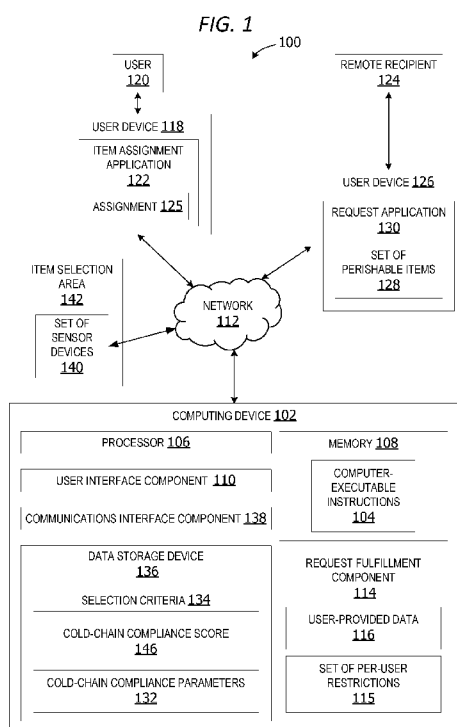 FIG. 1
100
USER
120
REMOTE RECIPIENT
124
USER DEVICE 118
ITEM ASSIGNMENT
APPLICATION
122
ASSIGNMENT 125
USER DEVICE 126
REQUEST APPLICATION
130
SET OF
PERISHABLE ITEMS
128
ITEM SELECTION
AREA
142
SET OF
SENSOR
DEVICES
140
NETWORK
112
COMPUTING DEVICE 102
PROCESSOR 106
USER INTERFACE COMPONENT 110
COMMUNICATIONS INTERFACE COMPONENT 138
DATA STORAGE DEVICE
136
SELECTION CRITERIA 134
COLD-CHAIN COMPLIANCE SCORE
146
COLD-CHAIN COMPLIANCE PARAMETERS
132
MEMORY 108
COMPUTER-
EXECUTABLE
INSTRUCTIONS
104
REQUEST FULFILLMENT
COMPONENT
114
USER-PROVIDED DATA
116
SET OF PER-USER
RESTRICTIONS
115